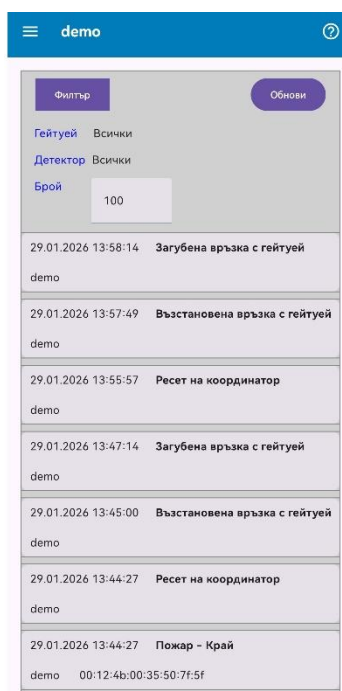 demo
Филтър Обнови
Гейтуей Всички
Детектор Всички
Брой 100
29.01.2026 13:58:14 Загубена връзка с гейтуей
demo
29.01.2026 13:57:49 Възстановена връзка с гейтуей
demo
29.01.2026 13:55:57 Ресет на координатор
demo
29.01.2026 13:47:14 Загубена връзка с гейтуей
demo
29.01.2026 13:45:00 Възстановена връзка с гейтуей
demo
29.01.2026 13:44:27 Ресет на координатор
demo
29.01.2026 13:44:27 Пожар - Край
demo 00:12:4b:00:35:50:7f:5f